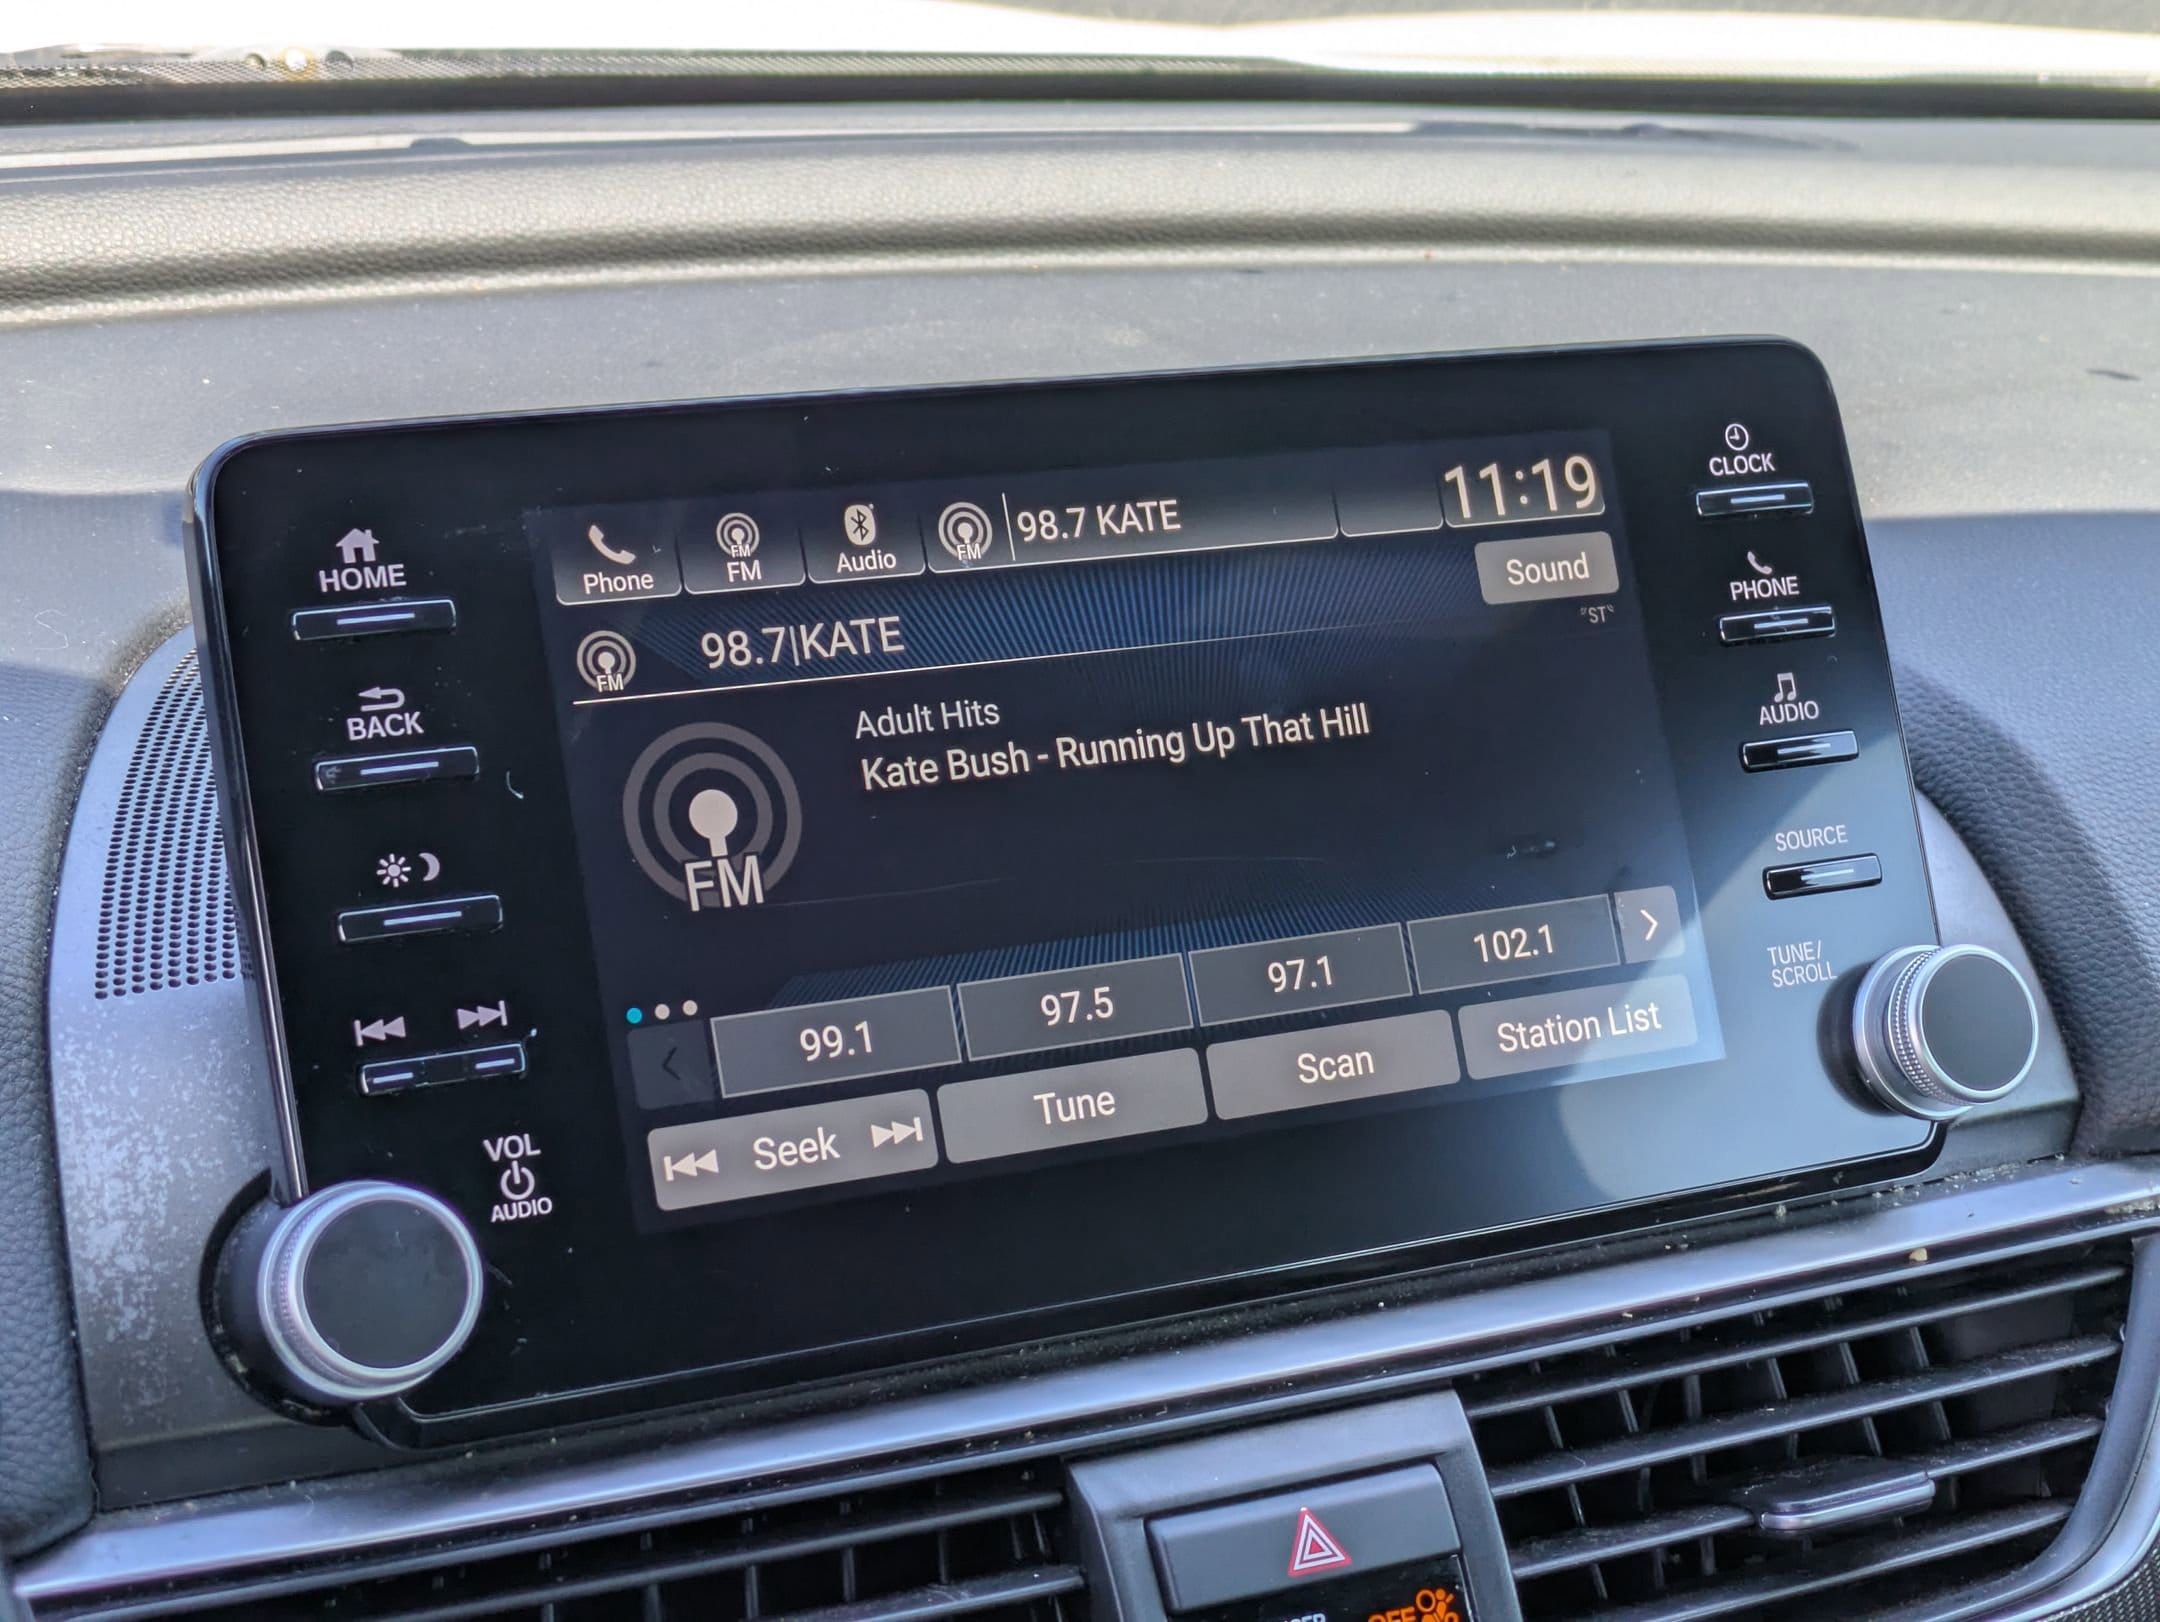 HOME
BACK
VOL
AUDIO
Phone
FM
FM
Audio
FM
98.7 KATE
11:19
Sound
FM
98.7|KATE
"ST"
Adult Hits
Kate Bush - Running Up That Hill
FM
99.1
97.5
97.1
102.1
Seek
Tune
Scan
Station List
CLOCK
PHONE
AUDIO
SOURCE
TUNE/
SCROLL
OFF